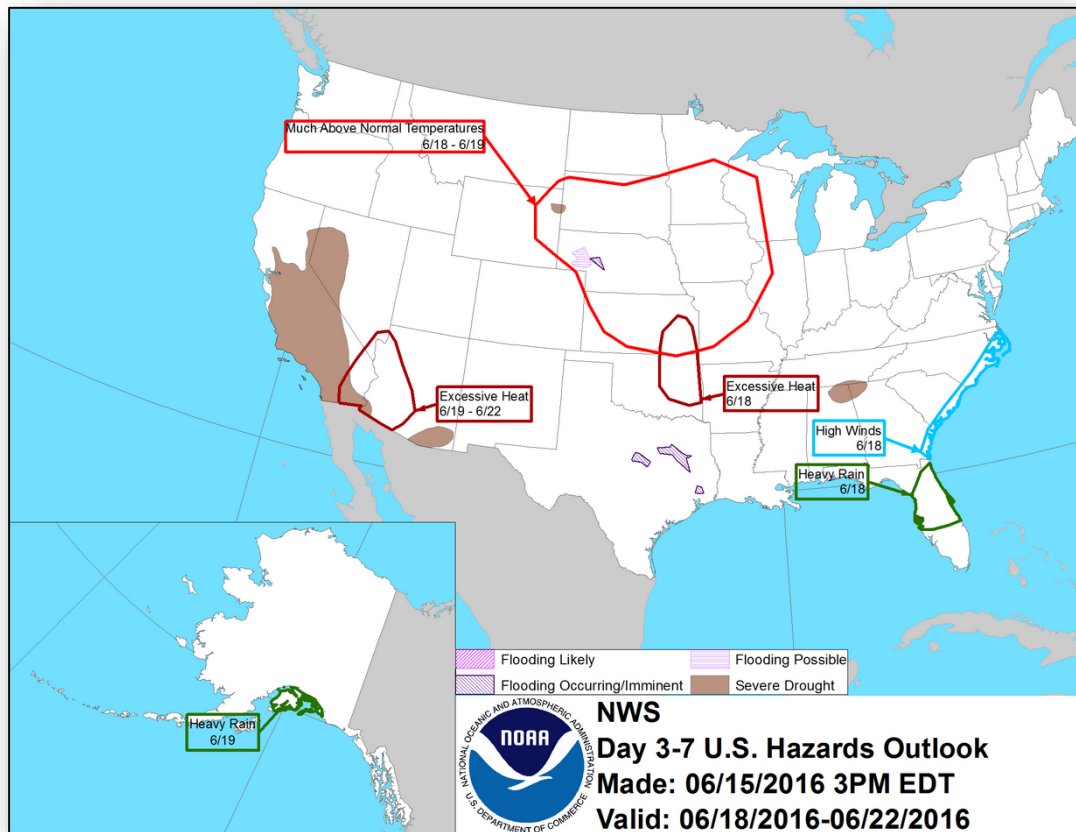 Much Above Normal Temperatures
6/18 - 6/19
Excessive Heat
6/19 - 6/22
Excessive Heat
6/18
High Winds
6/18
Heavy Rain
6/18
Heavy Rain
6/19
Flooding Likely
Flooding Possible
Flooding Occurring/Imminent
Severe Drought
NATIONAL OCEANIC AND ATMOSPHERIC ADMINISTRATION
NOAA
U.S. DEPARTMENT OF COMMERCE
NWS
Day 3-7 U.S. Hazards Outlook
Made: 06/15/2016 3PM EDT
Valid: 06/18/2016-06/22/2016